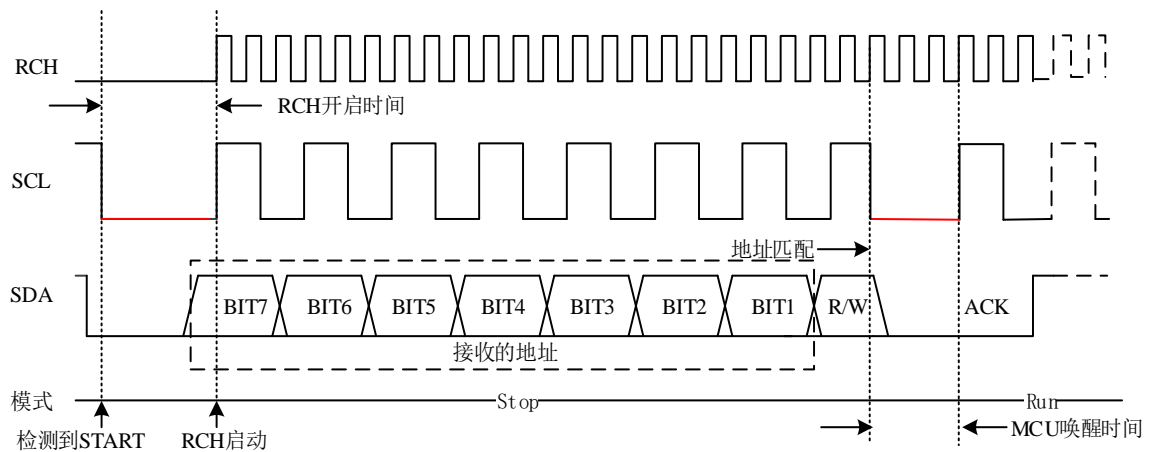 RCH
RCH开启时间
SCL
地址匹配
SDA
BIT7
BIT6
BIT5
BIT4
BIT3
BIT2
BIT1
R/W
ACK
接收的地址
模式
Stop
Run
检测到START
RCH启动
MCU唤醒时间